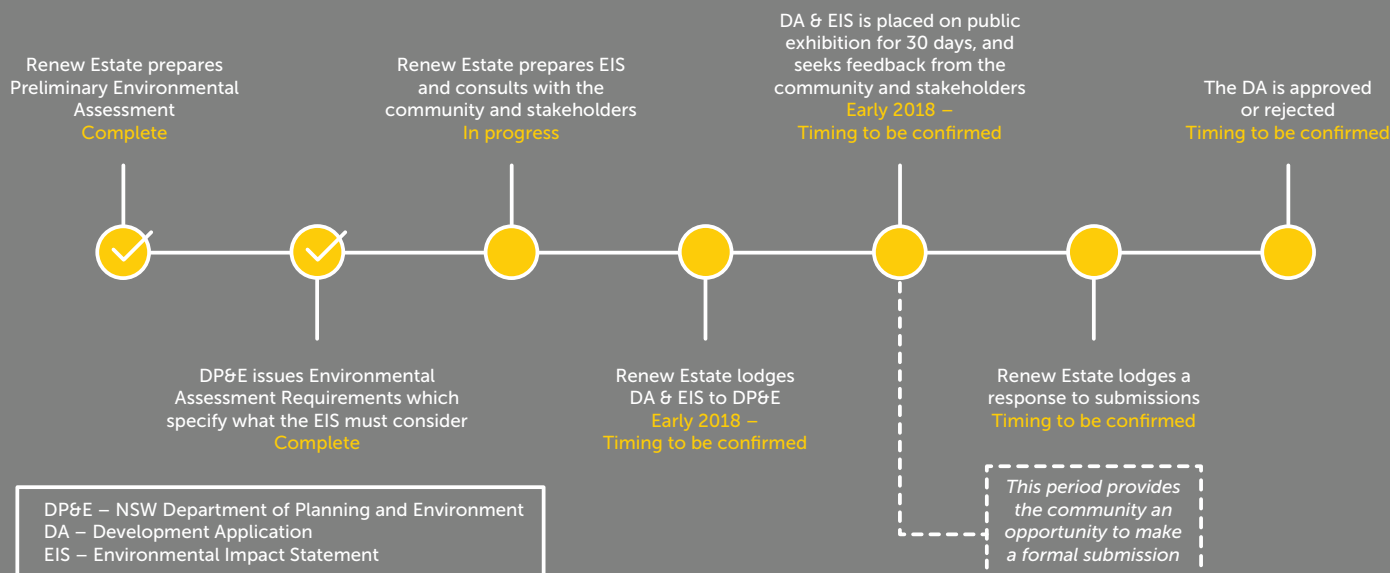 Renew Estate prepares
Preliminary Environmental
Assessment
Complete
DP&E issues Environmental
Assessment Requirements which
specify what the EIS must consider
Complete
Renew Estate prepares EIS
and consults with the
community and stakeholders
In progress
Renew Estate lodges
DA & EIS to DP&E
Early 2018 –
Timing to be confirmed
DA & EIS is placed on public
exhibition for 30 days, and
seeks feedback from the
community and stakeholders
Early 2018 –
Timing to be confirmed
This period provides
the community an
opportunity to make
a formal submission
Renew Estate lodges a
response to submissions
Timing to be confirmed
The DA is approved
or rejected
Timing to be confirmed
DP&E – NSW Department of Planning and Environment
DA – Development Application
EIS – Environmental Impact Statement